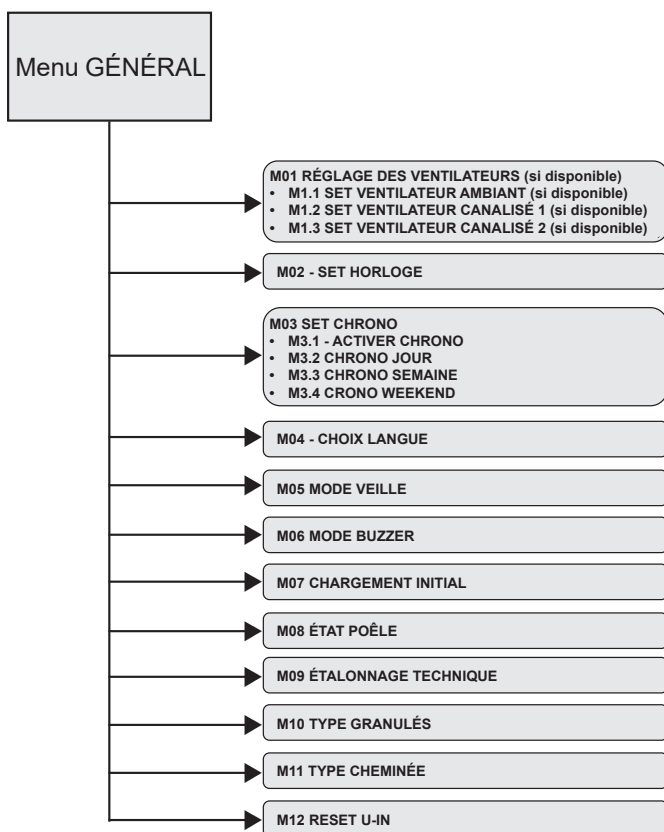 Menu GÉNÉRAL
M01 RÉGLAGE DES VENTILATEURS (si disponible)
• M1.1 SET VENTILATEUR AMBIANT (si disponible)
• M1.2 SET VENTILATEUR CANALISÉ 1 (si disponible)
• M1.3 SET VENTILATEUR CANALISÉ 2 (si disponible)
M02 - SET HORLOGE
M03 SET CHRONO
• M3.1 - ACTIVER CHRONO
• M3.2 CHRONO JOUR
• M3.3 CHRONO SEMAINE
• M3.4 CRONO WEEKEND
M04 - CHOIX LANGUE
M05 MODE VEILLE
M06 MODE BUZZER
M07 CHARGEMENT INITIAL
M08 ÉTAT POÊLE
M09 ÉTALONNAGE TECHNIQUE
M10 TYPE GRANULÉS
M11 TYPE CHEMINÉE
M12 RESET U-IN